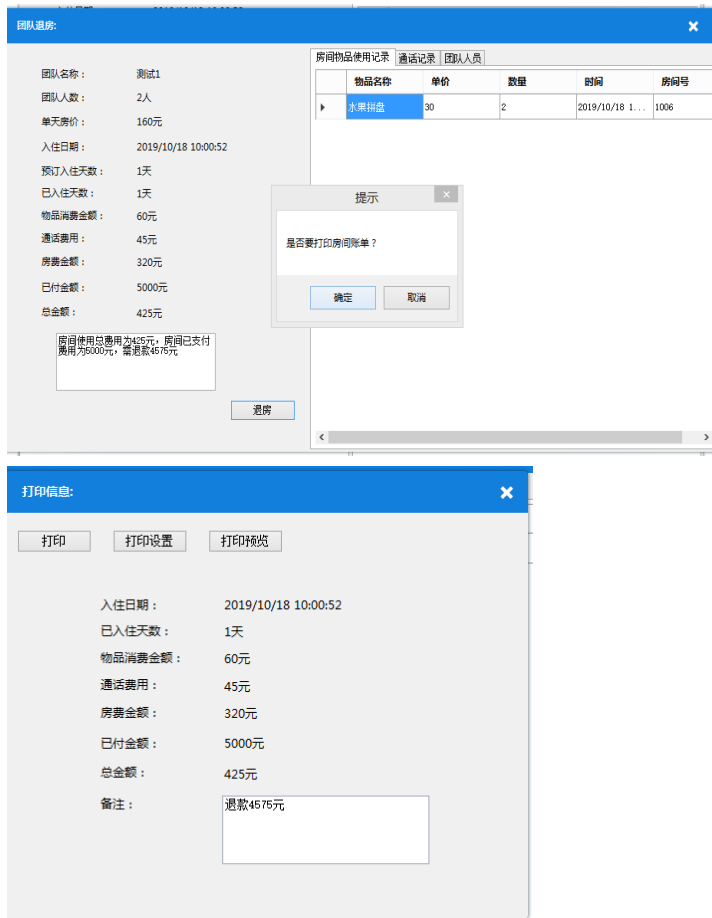 团队退房:
团队名称： 测试1
团队人数： 2人
单天房价： 160元
入住日期： 2019/10/18 10:00:52
预订入住天数： 1天
已入住天数： 1天
物品消费金额： 60元
通话费用： 45元
房费金额： 320元
已付金额： 5000元
总金额： 425元
房间使用总费用为425元，房间已支付
费用为5000元，需退款4575元
退房
房间物品使用记录 通话记录 团队人员
物品名称 单价 数量 时间 房间号
水果拼盘 30 2 2019/10/18 1... 1006
提示
是否要打印房间账单？
确定 取消
打印信息:
打印 打印设置 打印预览
入住日期： 2019/10/18 10:00:52
已入住天数： 1天
物品消费金额： 60元
通话费用： 45元
房费金额： 320元
已付金额： 5000元
总金额： 425元
备注： 退款4575元